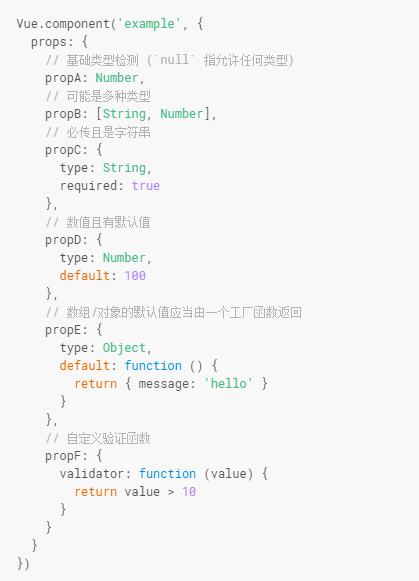 Vue.component('example', {
  props: {
    // 基础类型检测 (`null` 指允许任何类型)
    propA: Number,
    // 可能是多种类型
    propB: [String, Number],
    // 必传且是字符串
    propC: {
      type: String,
      required: true
    },
    // 数值且有默认值
    propD: {
      type: Number,
      default: 100
    },
    // 数组/对象的默认值应当由一个工厂函数返回
    propE: {
      type: Object,
      default: function () {
        return { message: 'hello' }
      }
    },
    // 自定义验证函数
    propF: {
      validator: function (value) {
        return value > 10
      }
    }
  }
})